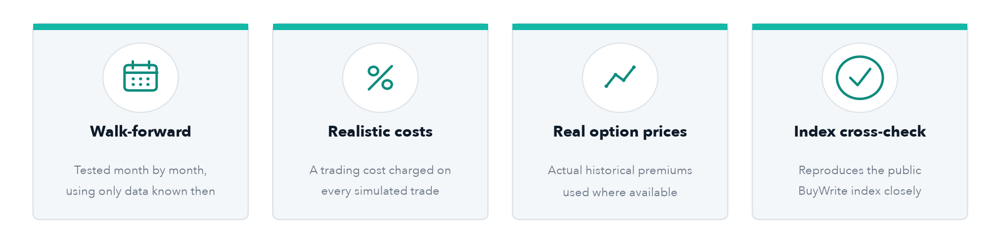 Walk-forward
Tested month by month,
using only data known then
Realistic costs
A trading cost charged on
every simulated trade
Real option prices
Actual historical premiums
used where available
Index cross-check
Reproduces the public
BuyWrite index closely